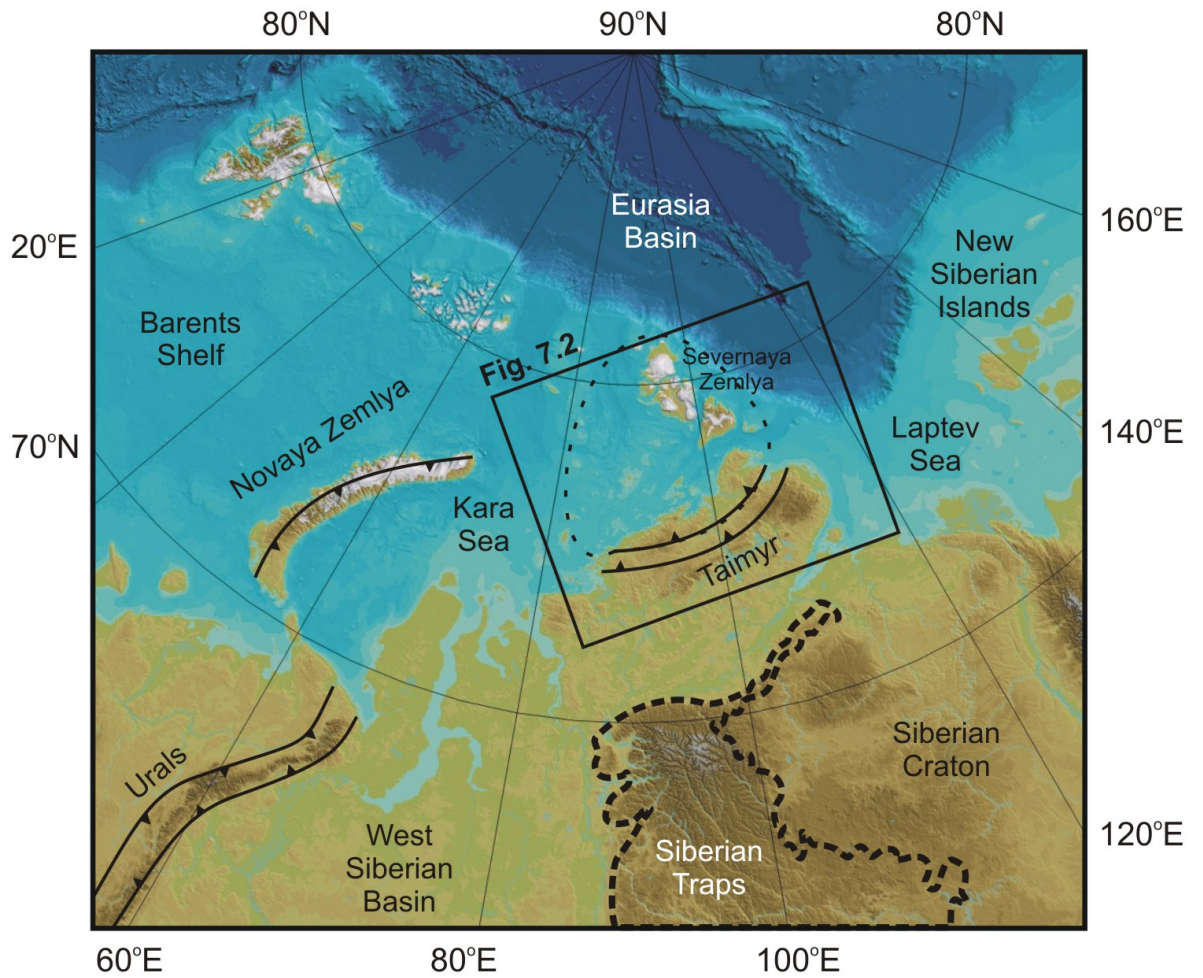 80°N
90°N
80°N
Eurasia
Basin
20°E
160°E
New
Siberian
Islands
Barents
Shelf
Fig. 7.2
Severnaya
Zemlya
Novaya Zemlya
70°N
Laptev
Sea
140°E
Kara
Sea
Taimyr
Urals
Siberian
Craton
West
Siberian
Basin
Siberian
Traps
120°E
60°E
80°E
100°E